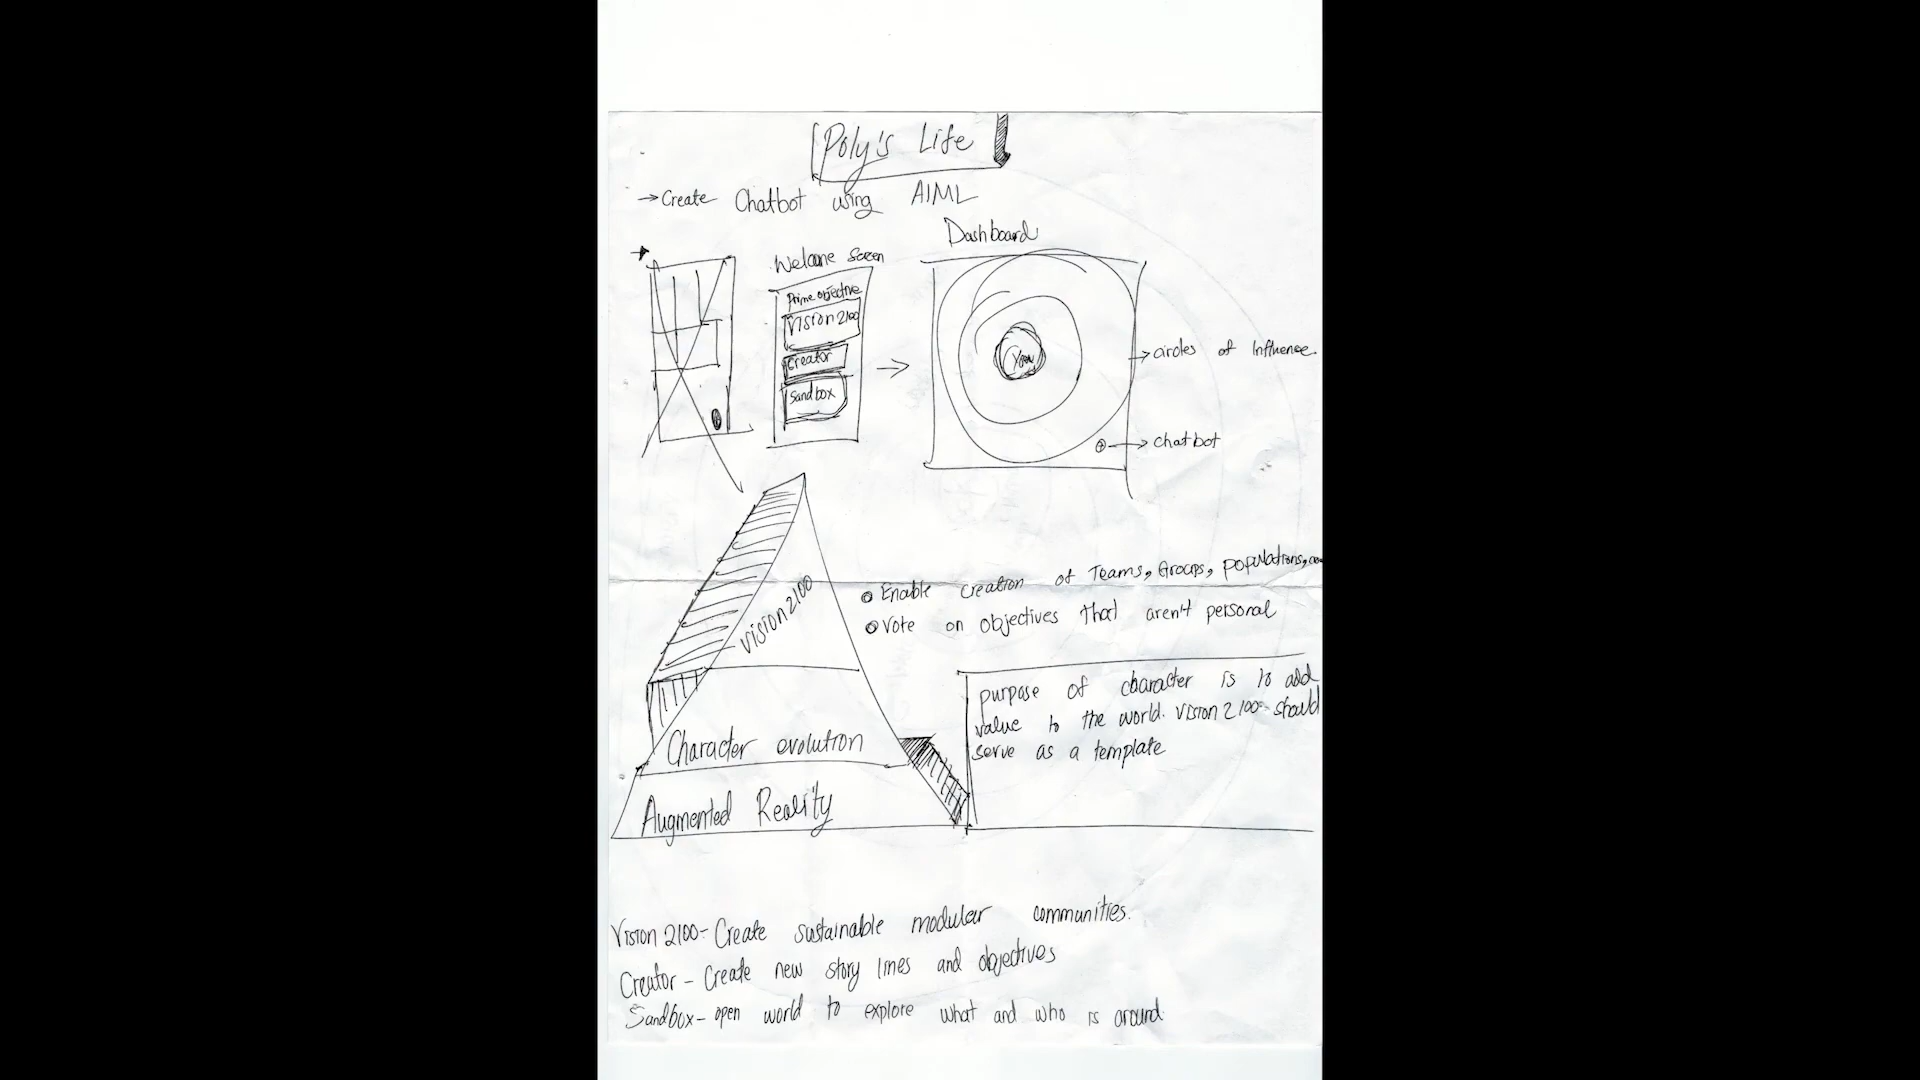 Poly's Life
→ Create Chatbot using AIML
Dashboard
Welcome Screen
Prime objective
Vision 2100
Creator
Sandbox
You
→ circles of Influence
→ chatbot
Vision 2100
Character evolution
Augmented Reality
Enable creation of Teams, Groups, populations,
Vote on objectives that aren't personal
purpose of character is to add
value to the world. Vision 2100 should
serve as a template
Vision 2100 - Create sustainable modular communities.
Creator - Create new story lines and objectives
Sandbox - open world to explore what and who is around